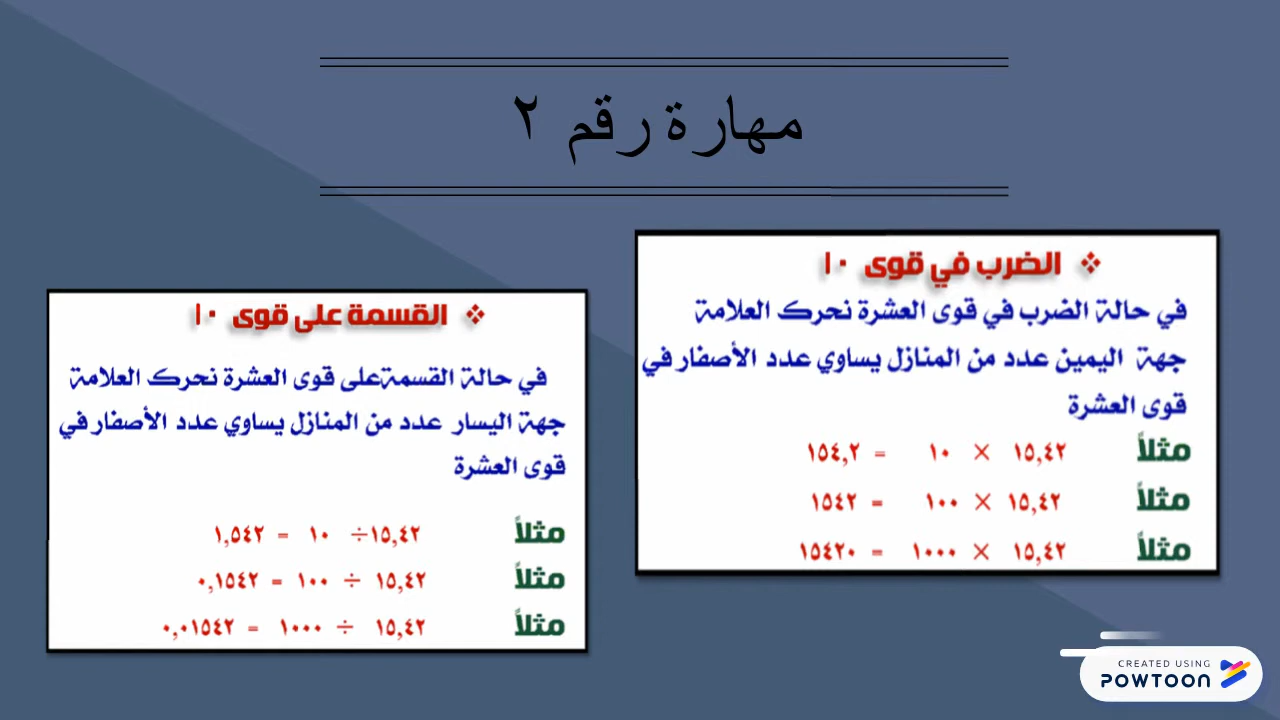 مهارة رقم ٢
❖ الضرب في قوى ١٠
في حالة الضرب في قوى العشرة نحرك العلامة
جهة اليمين عدد من المنازل يساوي عدد الأصفار في
قوى العشرة
مثلاً ١٥,٤٢ × ١٠ = ١٥٤,٢
مثلاً ١٥,٤٢ × ١٠٠ = ١٥٤٢
مثلاً ١٥,٤٢ × ١٠٠٠ = ١٥٤٢٠
❖ القسمة على قوى ١٠
في حالة القسمة على قوى العشرة نحرك العلامة
جهة اليسار عدد من المنازل يساوي عدد الأصفار في
قوى العشرة
مثلاً ١٥,٤٢ ÷ ١٠ = ١,٥٤٢
مثلاً ١٥,٤٢ ÷ ١٠٠ = ٠,١٥٤٢
مثلاً ١٥,٤٢ ÷ ١٠٠٠ = ٠,٠١٥٤٢
CREATED USING
POWTOON